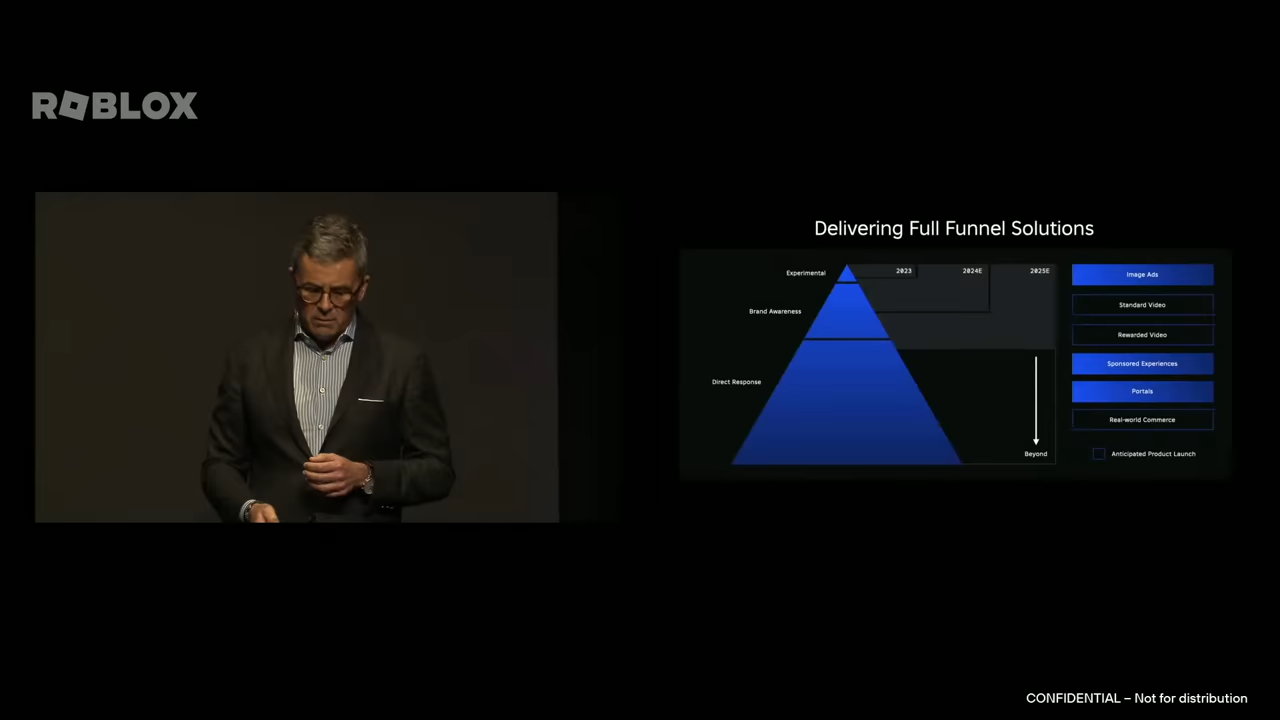 ROBLOX
Delivering Full Funnel Solutions
Experimental
2023
2024E
2025E
Brand Awareness
Direct Response
Beyond
Image Ads
Standard Video
Rewarded Video
Sponsored Experiences
Portals
Real-world Commerce
Anticipated Product Launch
CONFIDENTIAL – Not for distribution